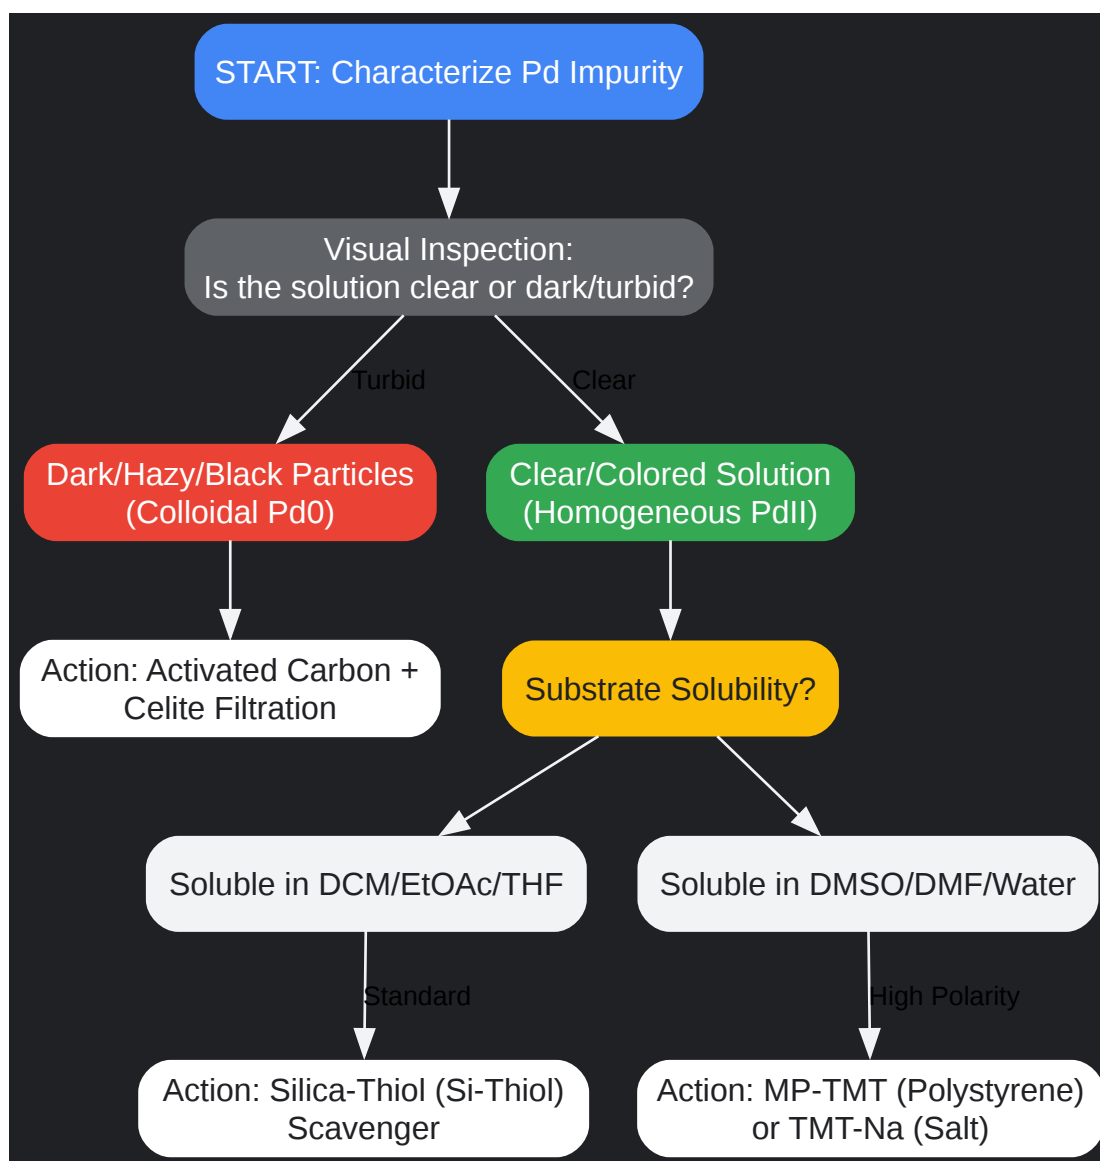 START: Characterize Pd Impurity
Visual Inspection:
Is the solution clear or dark/turbid?
Turbid
Clear
Dark/Hazy/Black Particles
(Colloidal Pd0)
Clear/Colored Solution
(Homogeneous PdII)
Action: Activated Carbon +
Celite Filtration
Substrate Solubility?
Soluble in DCM/EtOAc/THF
Soluble in DMSO/DMF/Water
Standard
High Polarity
Action: Silica-Thiol (Si-Thiol)
Scavenger
Action: MP-TMT (Polystyrene)
or TMT-Na (Salt)